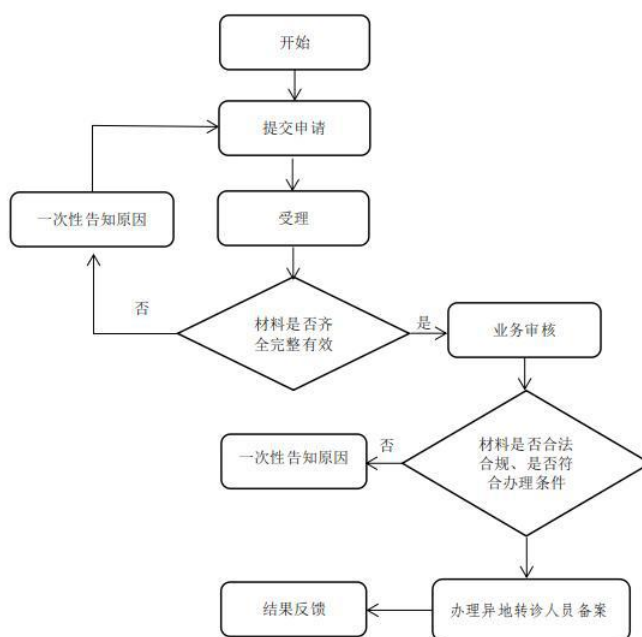 开始
提交申请
一次性告知原因
受理
否
材料是否齐
全完整有效
是
业务审核
一次性告知原因
否
材料是否合法
合规、是否符
合办理条件
结果反馈
办理异地转诊人员备案